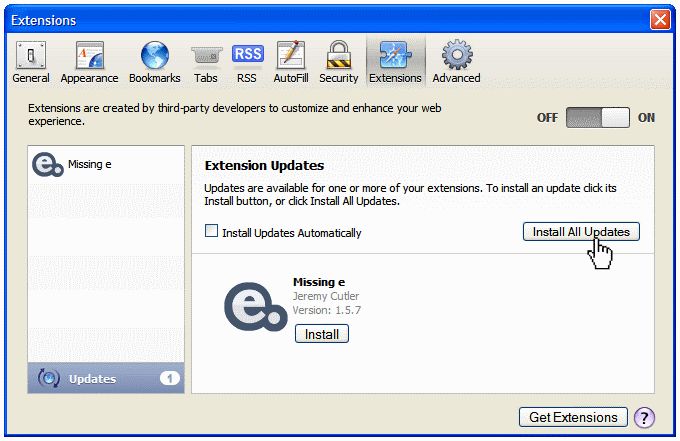 Extensions
General Appearance Bookmarks Tabs RSS RSS AutoFill Security Extensions Advanced
Extensions are created by third-party developers to customize and enhance your web
experience.
OFF ON
e. Missing e
Extension Updates
Updates are available for one or more of your extensions. To install an update click its
Install button, or click Install All Updates.
Install Updates Automatically
Install All Updates
e.
Missing e
Jeremy Cutler
Version: 1.5.7
Install
Updates 1
Get Extensions ?